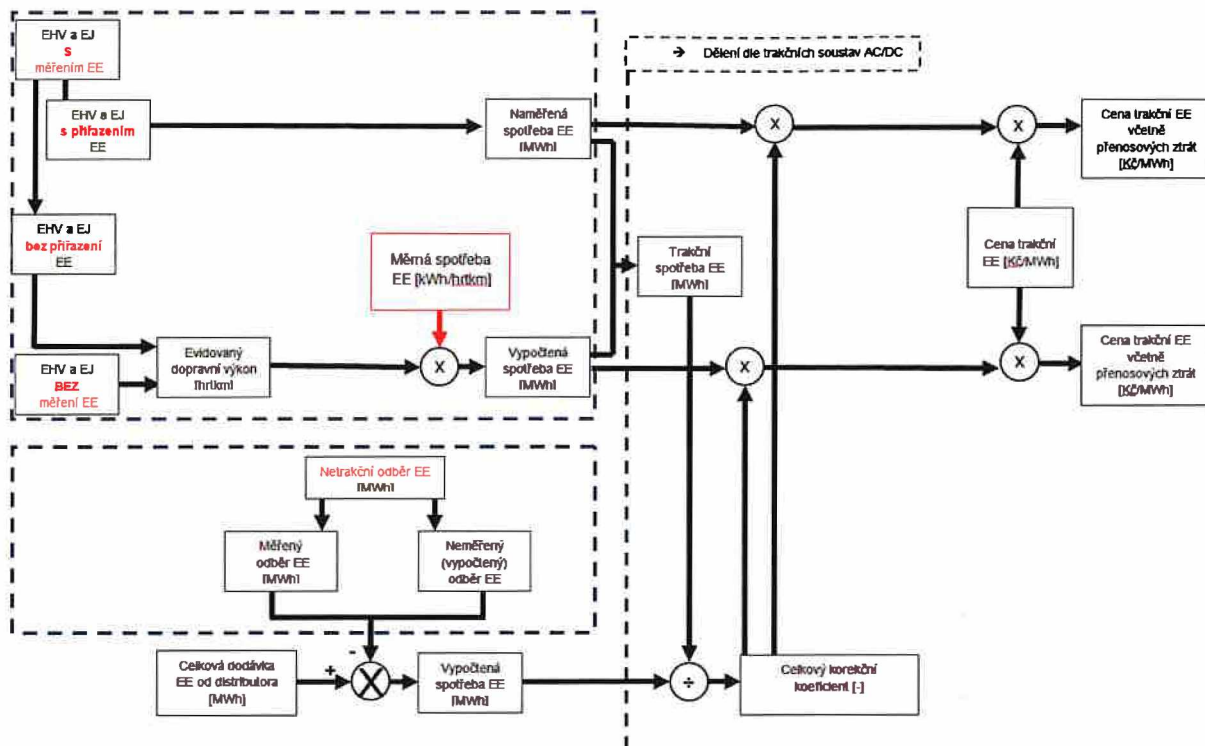 EHV a EJ
S
měřením EE
→ Dělení dle trakčních soustav AC/DC
EHV a EJ
s přiřazením
EE
Naměřená
spotřeba EE
[MWh]
X
X
Cena trakční EE
včetně
přenosových ztrát
[Kč/MWh]
EHV a EJ
bez přiřazení
EE
Měrná spotřeba
EE [kWh/hrtkm]
Trakční
spotřeba EE
[MWh]
Cena trakční
EE [Kč/MWh]
EHV a EJ
BEZ
měření EE
Evidovaný
dopravní výkon
[hrtkm]
X
Vypočtená
spotřeba EE
[MWh]
X
X
Cena trakční EE
včetně
přenosových ztrát
[Kč/MWh]
Netrakční odběr EE
[MWh]
Měřený
odběr EE
[MWh]
Neměřený
(vypočtený)
odběr EE
Celková dodávka
EE od distributora
[MWh]
+
-
X
Vypočtená
spotřeba EE
[MWh]
÷
Celkový korekční
koeficient [-]